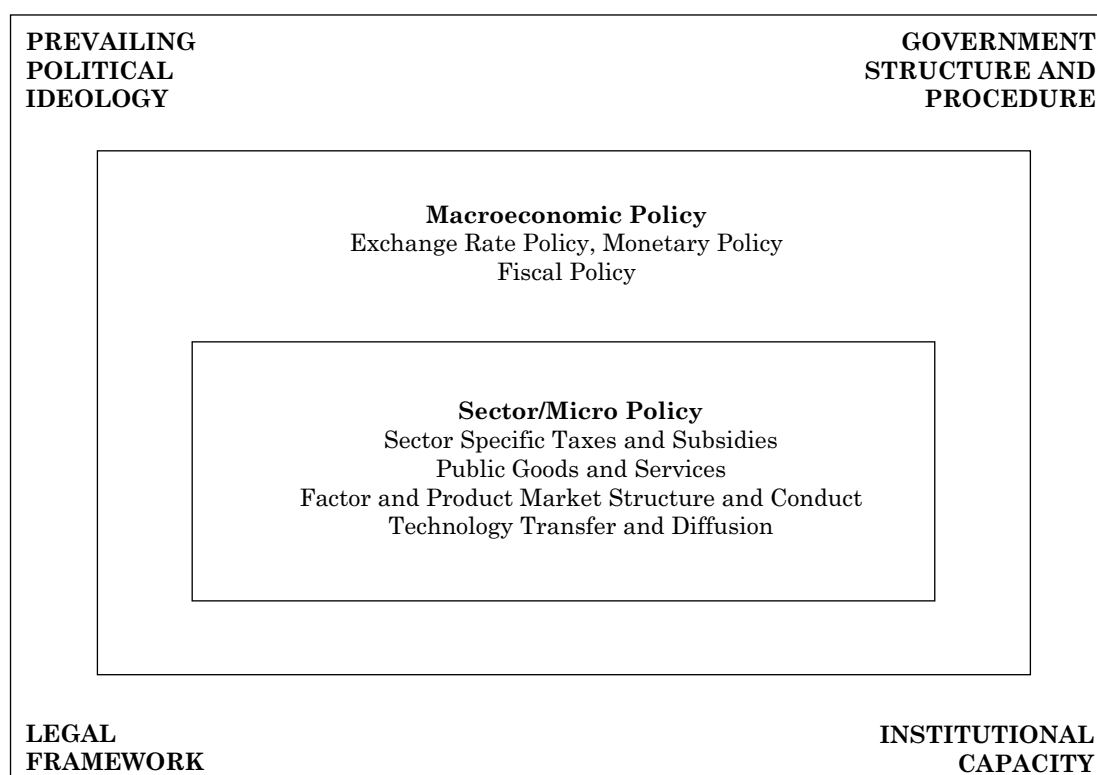 PREVAILING
POLITICAL
IDEOLOGY
GOVERNMENT
STRUCTURE AND
PROCEDURE
Macroeconomic Policy
Exchange Rate Policy, Monetary Policy
Fiscal Policy
Sector/Micro Policy
Sector Specific Taxes and Subsidies
Public Goods and Services
Factor and Product Market Structure and Conduct
Technology Transfer and Diffusion
LEGAL
FRAMEWORK
INSTITUTIONAL
CAPACITY